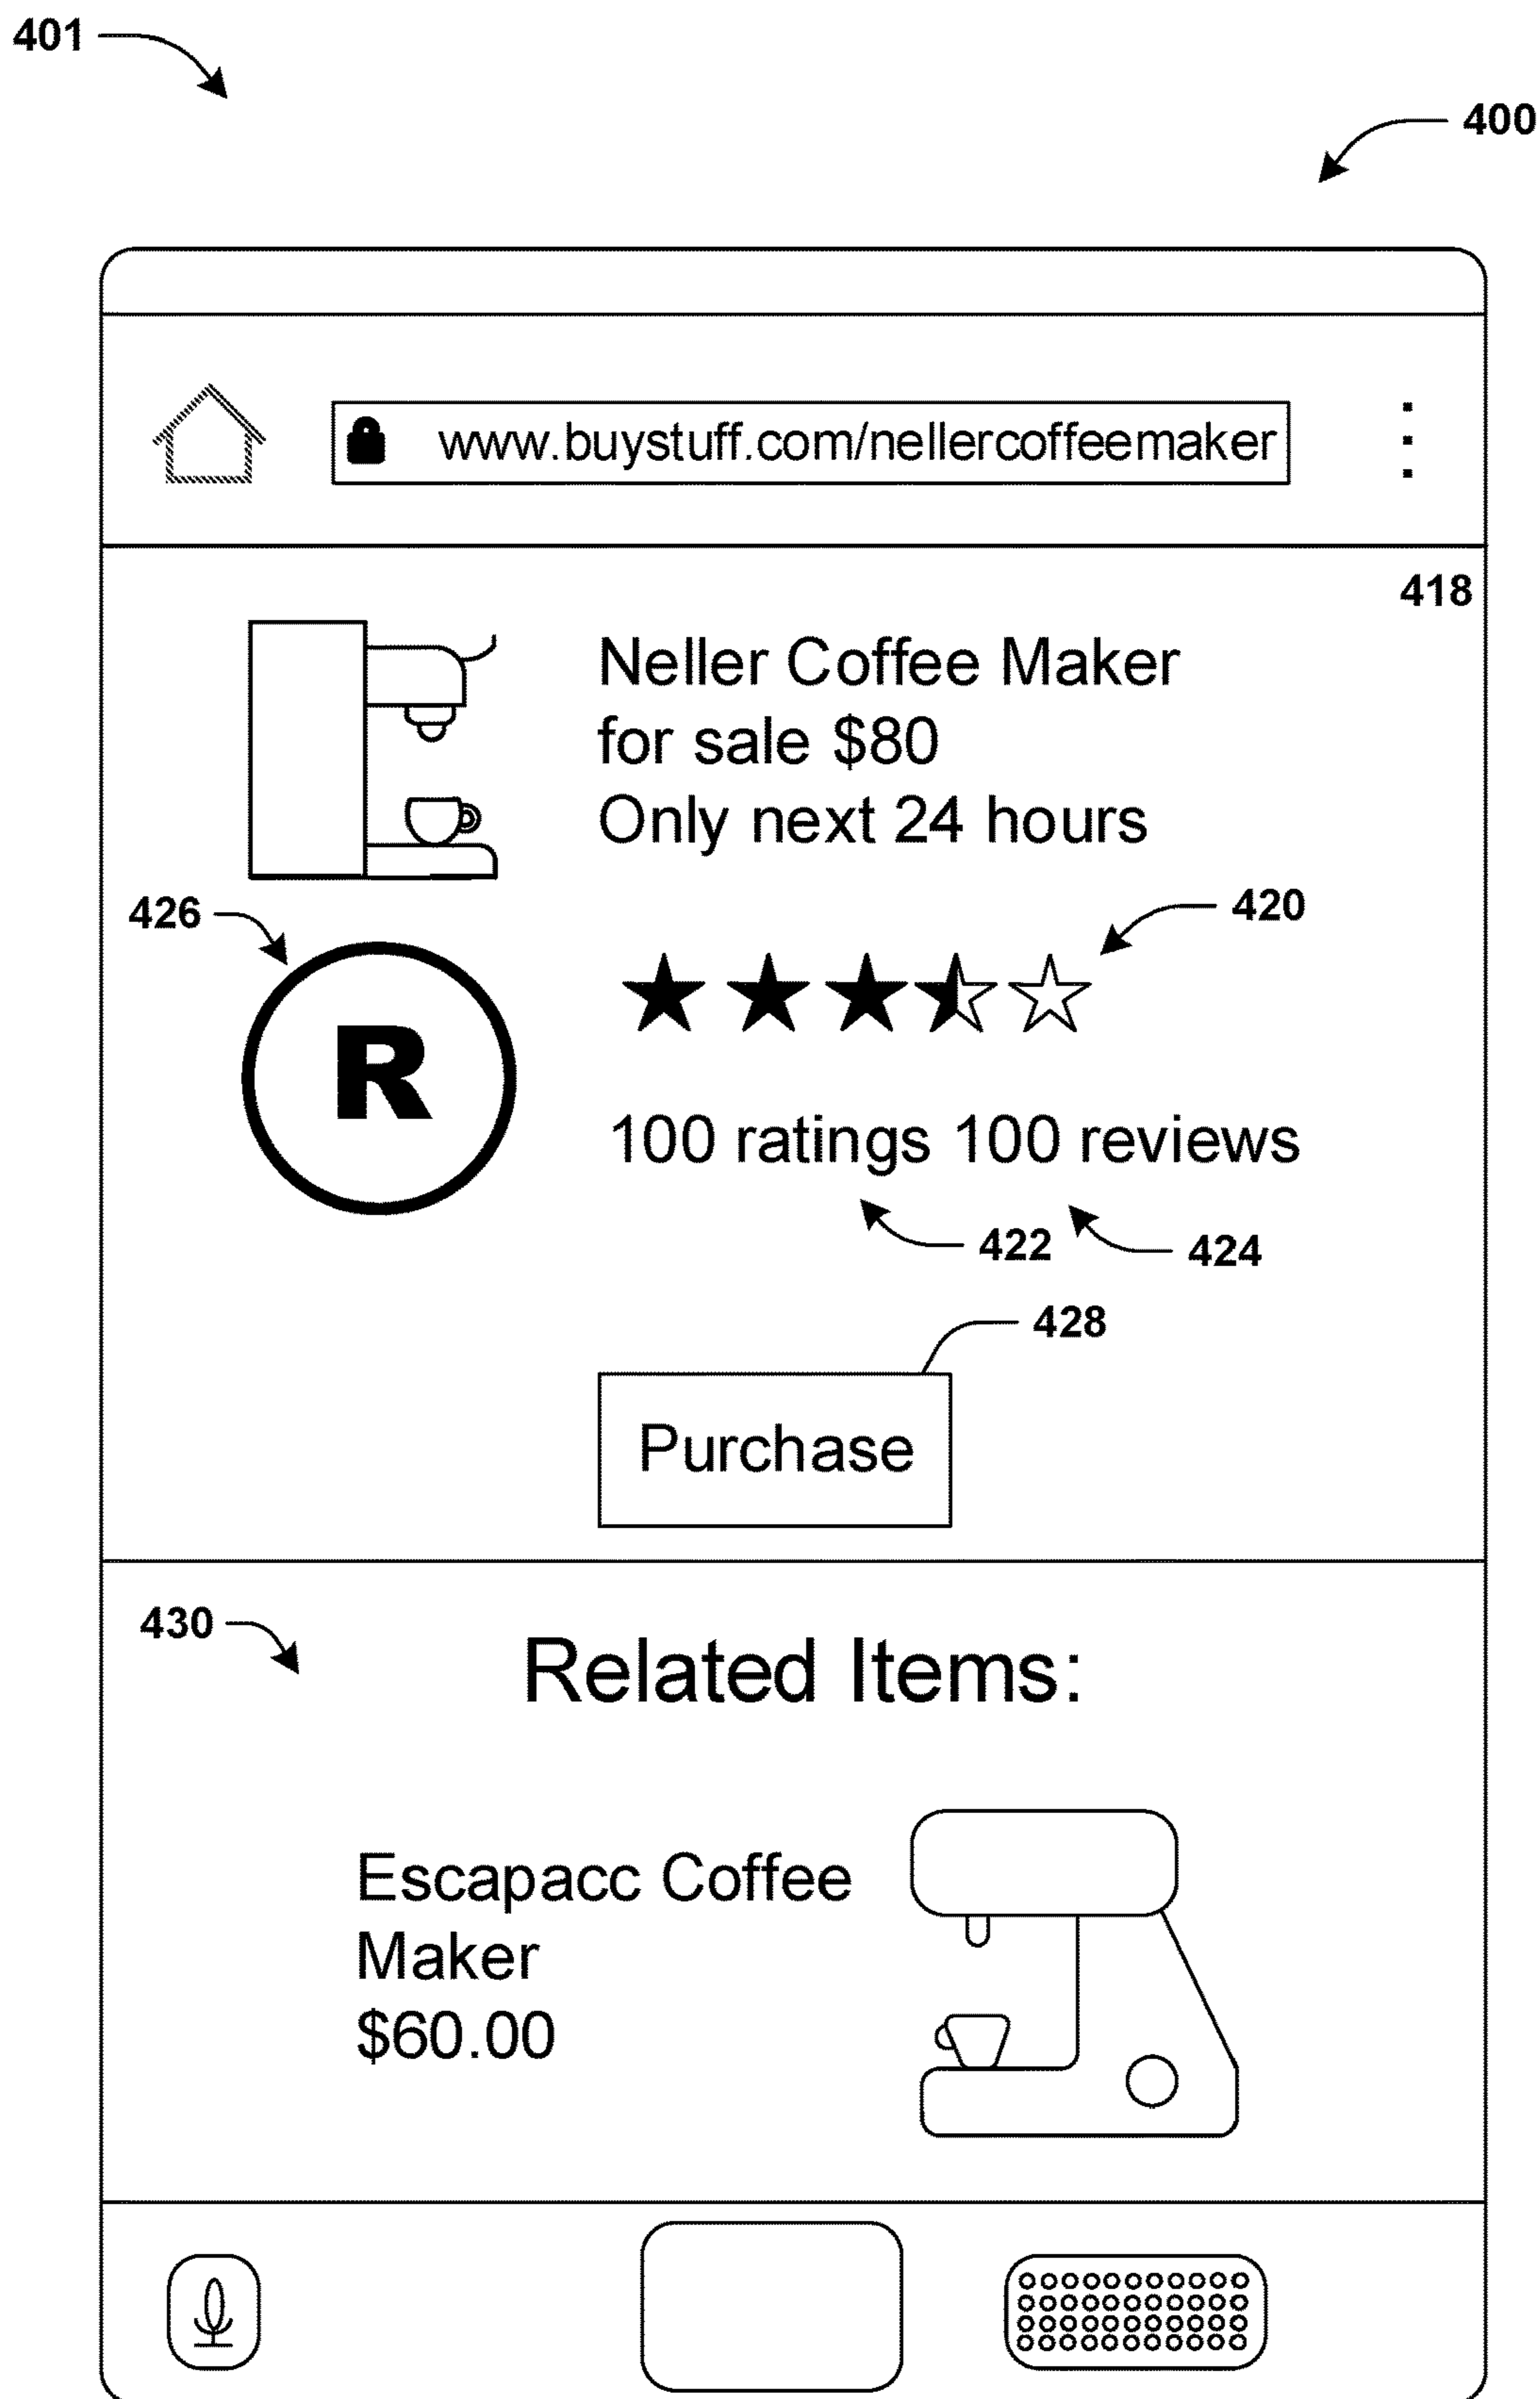 401
400
www.buystuff.com/nellercoffeemaker
418
Neller Coffee Maker
for sale $80
Only next 24 hours
426
420
R
100 ratings 100 reviews
422
424
428
Purchase
430
Related Items:
Escapacc Coffee
Maker
$60.00